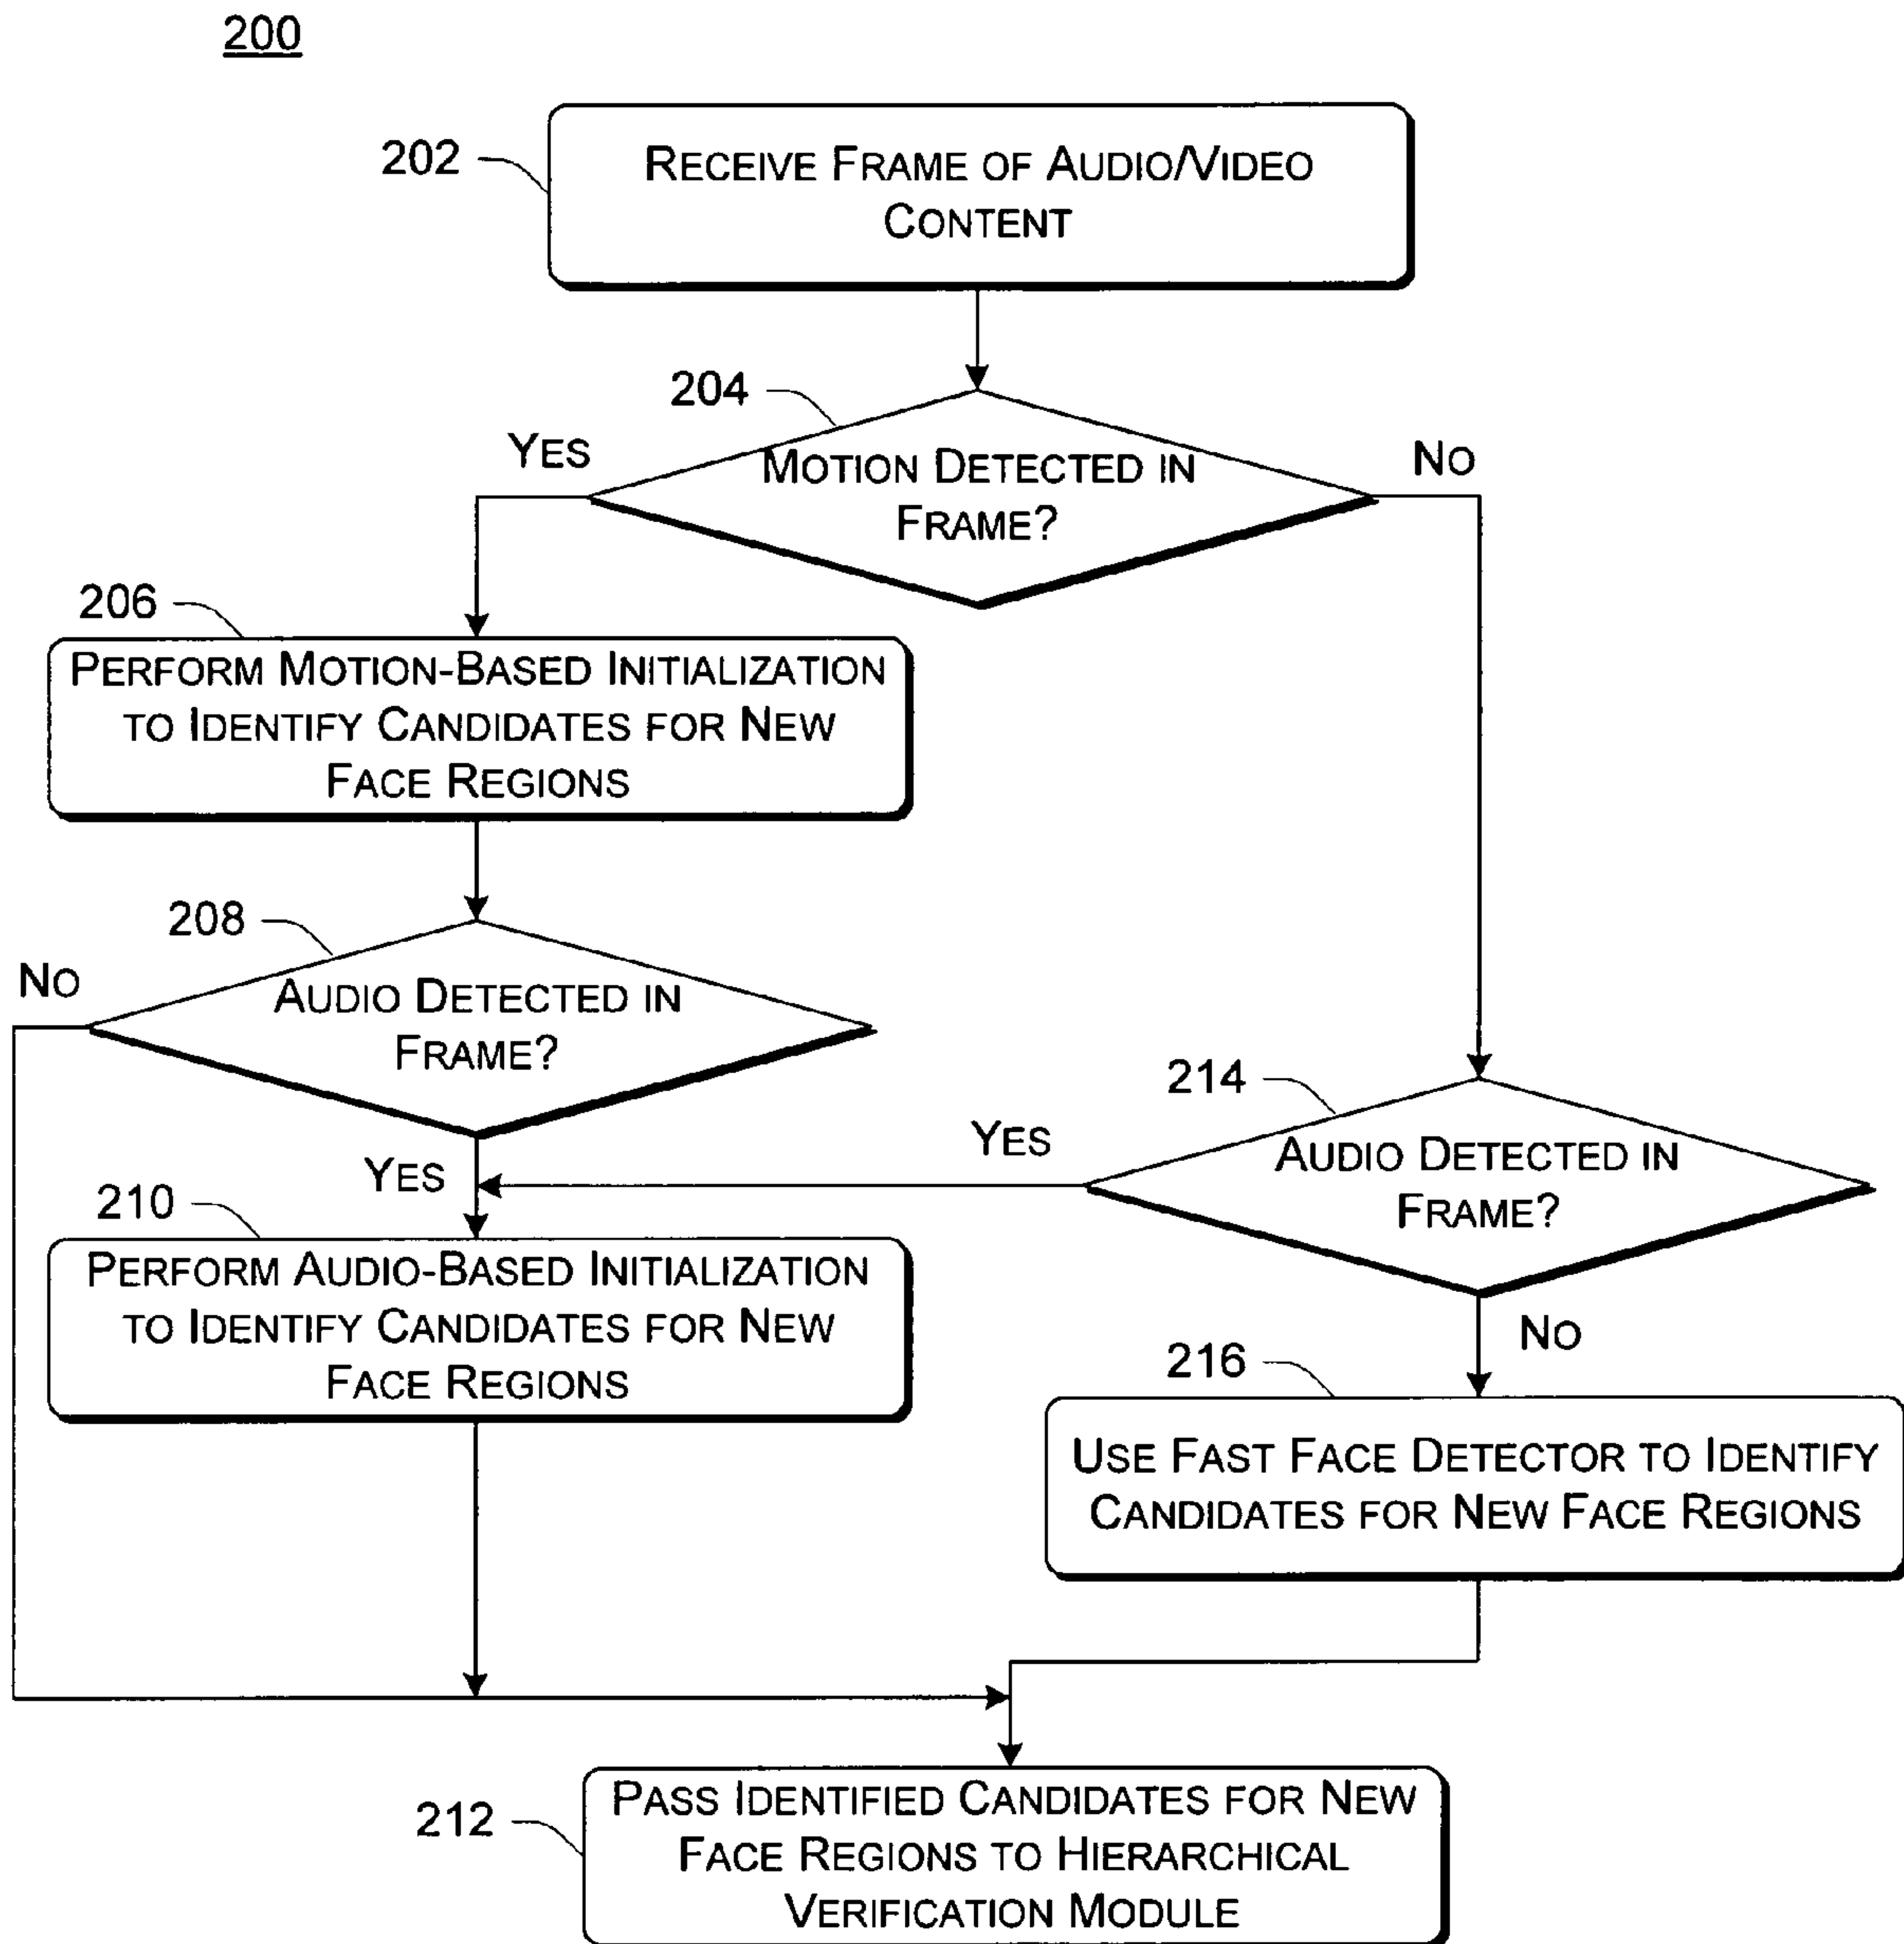 200
202
RECEIVE FRAME OF AUDIO/VIDEO
CONTENT
204
YES
MOTION DETECTED IN
FRAME?
NO
206
PERFORM MOTION-BASED INITIALIZATION
TO IDENTIFY CANDIDATES FOR NEW
FACE REGIONS
208
NO
AUDIO DETECTED IN
FRAME?
YES
214
YES
AUDIO DETECTED IN
FRAME?
NO
210
PERFORM AUDIO-BASED INITIALIZATION
TO IDENTIFY CANDIDATES FOR NEW
FACE REGIONS
216
USE FAST FACE DETECTOR TO IDENTIFY
CANDIDATES FOR NEW FACE REGIONS
212
PASS IDENTIFIED CANDIDATES FOR NEW
FACE REGIONS TO HIERARCHICAL
VERIFICATION MODULE